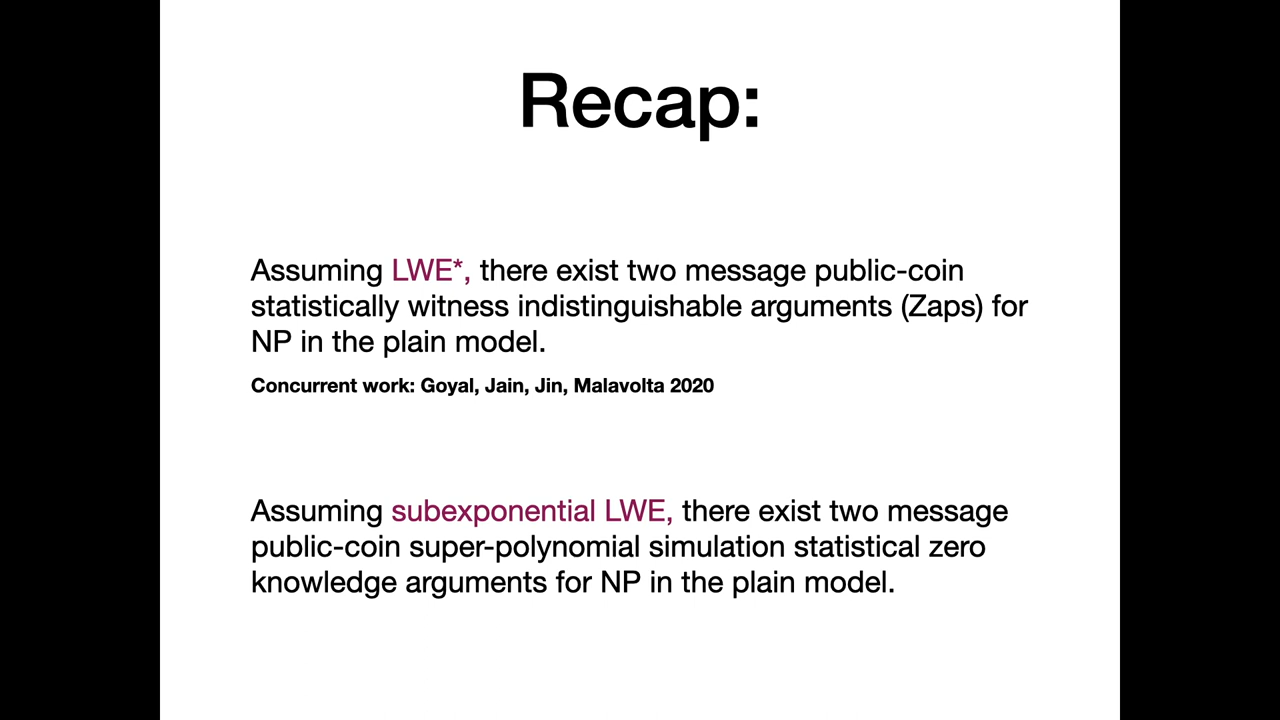 Recap:
Assuming LWE*, there exist two message public-coin
statistically witness indistinguishable arguments (Zaps) for
NP in the plain model.
Concurrent work: Goyal, Jain, Jin, Malavolta 2020
Assuming subexponential LWE, there exist two message
public-coin super-polynomial simulation statistical zero
knowledge arguments for NP in the plain model.